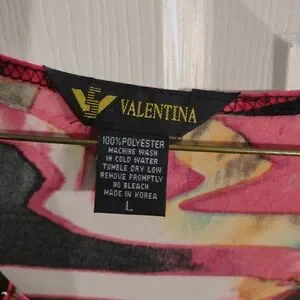 VALENTINA
100% POLYESTER
MACHINE WASH
IN COLD WATER
TUMBLE DRY LOW
REMOVE PROMPTLY
NO BLEACH
MADE IN KOREA
L